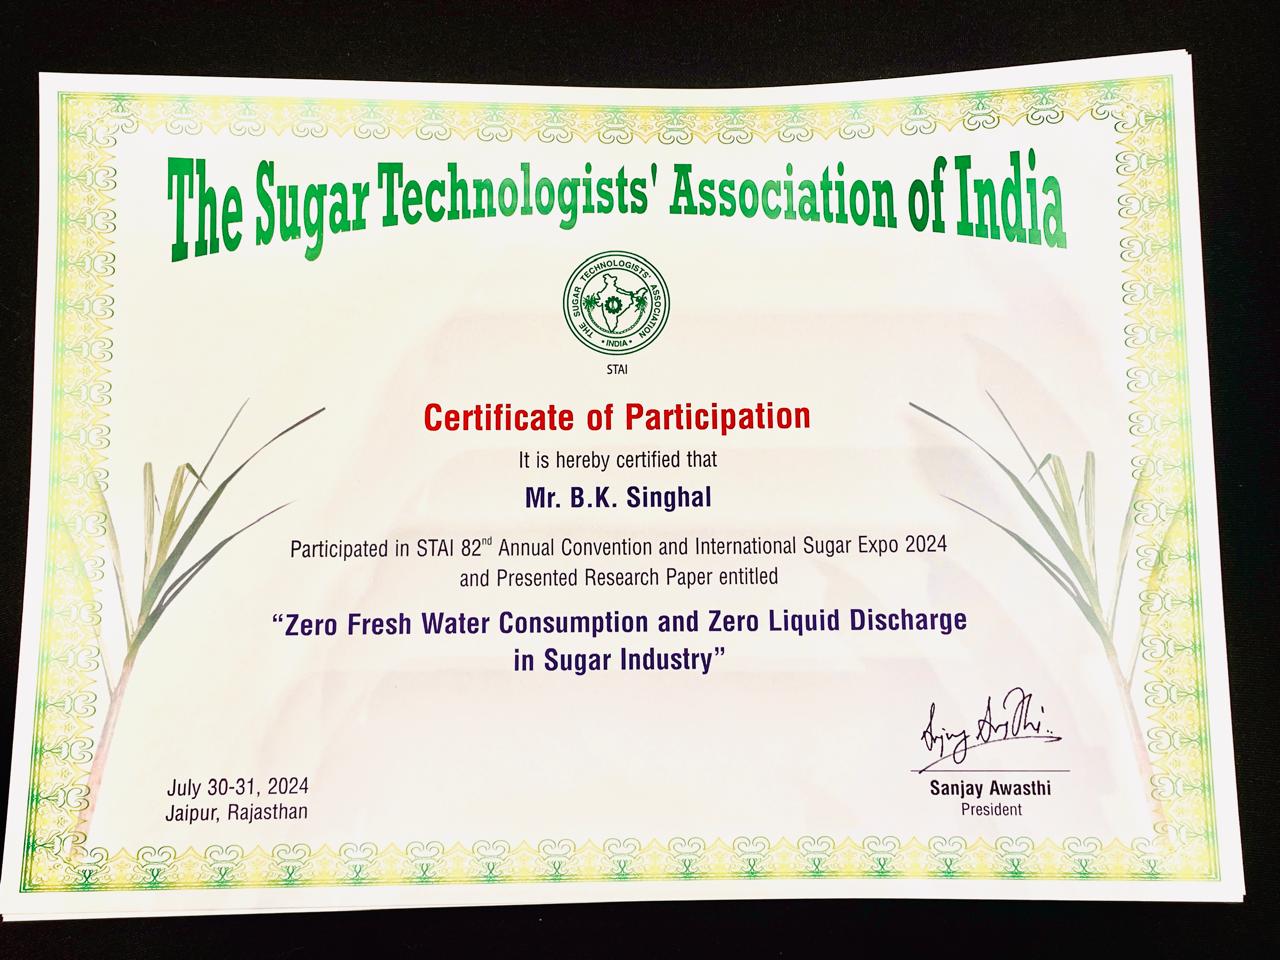 The Sugar Technologists' Association of India
THE SUGAR TECHNOLOGISTS' ASSOCIATION
• INDIA •
STAI
Certificate of Participation
It is hereby certified that
Mr. B.K. Singhal
Participated in STAI 82nd Annual Convention and International Sugar Expo 2024
and Presented Research Paper entitled
“Zero Fresh Water Consumption and Zero Liquid Discharge
in Sugar Industry”
July 30-31, 2024
Jaipur, Rajasthan
Sanjay Awasthi
Sanjay Awasthi
President